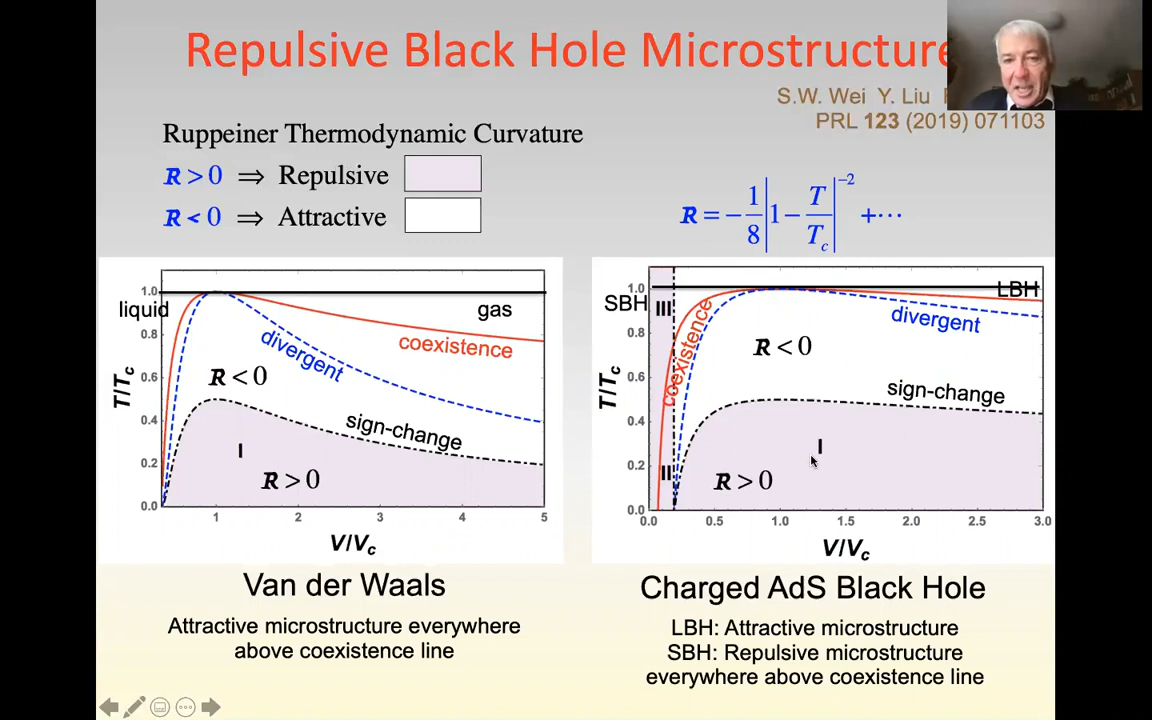 Repulsive Black Hole Microstructure
S.W. Wei Y. Liu
PRL 123 (2019) 071103
Ruppeiner Thermodynamic Curvature
R > 0 ⇒ Repulsive
R < 0 ⇒ Attractive
R = −1/8 |1 − T/Tc|^−2 + ⋯
liquid
gas
divergent
coexistence
R < 0
sign-change
I
R > 0
T/Tc
1.0
0.8
0.6
0.4
0.2
0.0
1 2 3 4 5
V/Vc
SBH
III
LBH
coexistence
divergent
R < 0
sign-change
I
II
R > 0
T/Tc
1.0
0.8
0.6
0.4
0.2
0.0
0.0 0.5 1.0 1.5 2.0 2.5 3.0
V/Vc
Van der Waals
Attractive microstructure everywhere
above coexistence line
Charged AdS Black Hole
LBH: Attractive microstructure
SBH: Repulsive microstructure
everywhere above coexistence line